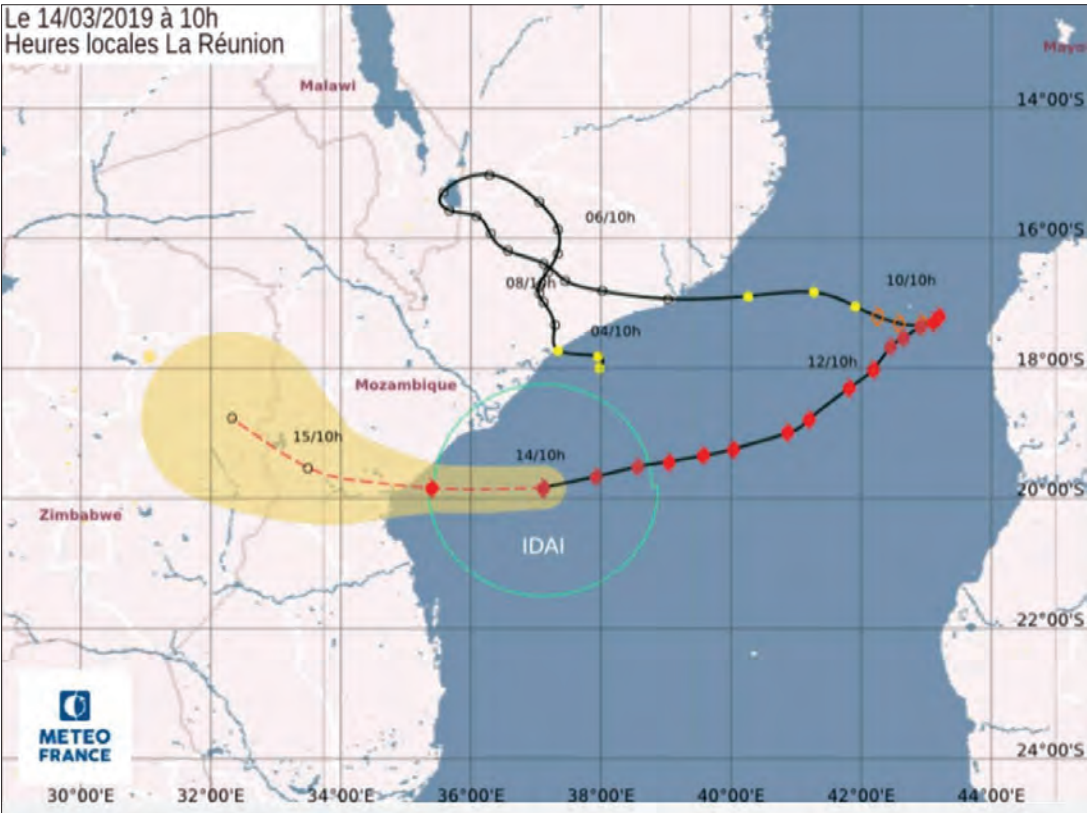 Le 14/03/2019 à 10h
Heures locales La Réunion
Malawi
14°00'S
06/10h
16°00'S
10/10h
04/10h
12/10h
18°00'S
Mozambique
15/10h
14/10h
20°00'S
Zimbabwe
IDAI
22°00'S
METEO
FRANCE
24°00'S
30°00'E 32°00'E 34°00'E 36°00'E 38°00'E 40°00'E 42°00'E 44°00'E